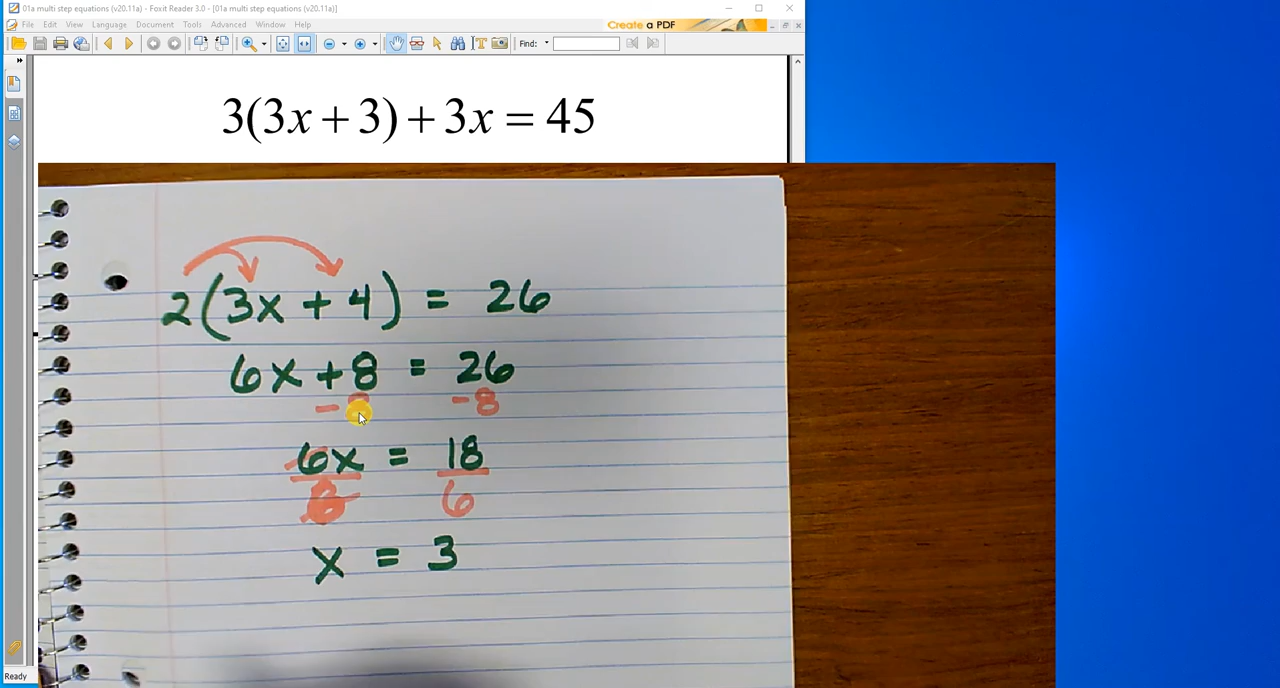 01a multi step equations (v20.11a) - Foxit Reader 3.0 - [01a multi step equations (v20.11a)]
File Edit View Language Document Tools Advanced Window Help
Create a PDF
Find:
3(3x + 3) + 3x = 45
2(3x + 4) = 26
6x + 8 = 26
- 8 - 8
6x = 18
6 6
x = 3
Ready